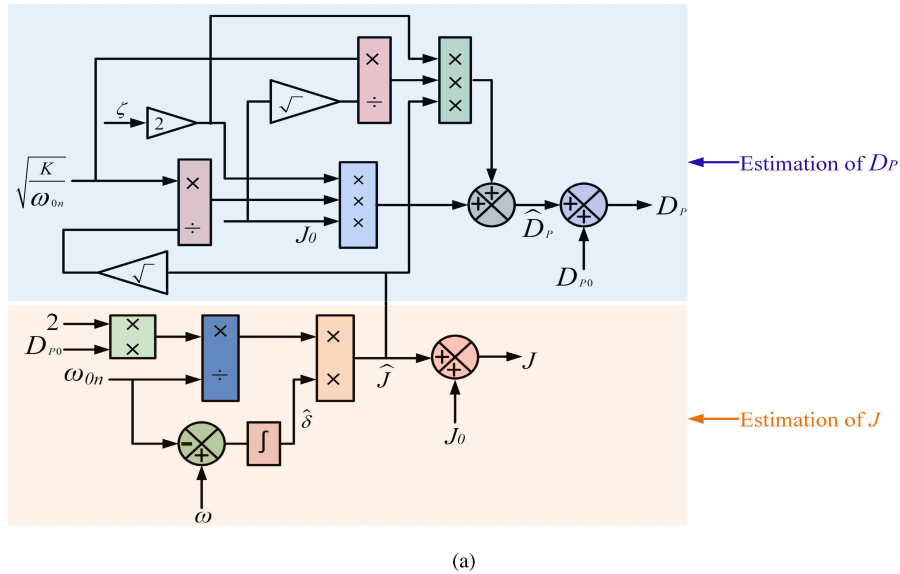 ζ
2
√
×
÷
×
×
×
√K/ω0n
×
÷
√
J0
×
×
×
+
+
D̂P
+
+
DP
DP0
Estimation of DP
2
DP0
×
×
×
÷
×
×
ω0n
Ĵ
+
+
J
J0
-
+
∫
δ̂
ω
Estimation of J
(a)